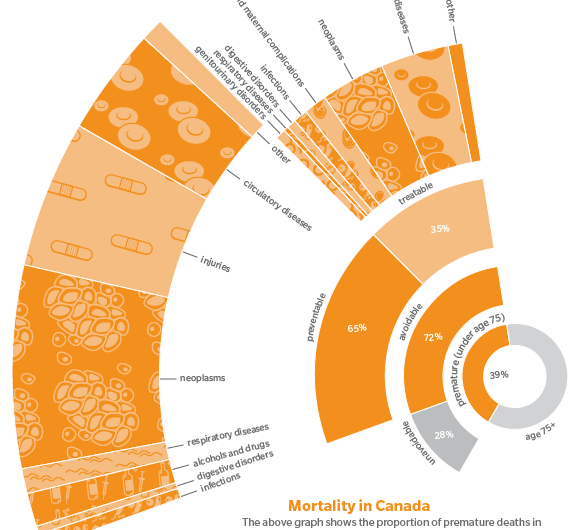 d maternal complications
neoplasms
diseases
other
infections
digestive disorders
respiratory diseases
genitourinary disorders
other
circulatory diseases
injuries
neoplasms
respiratory diseases
alcohols and drugs
digestive disorders
infections
treatable
35%
preventable
65%
avoidable
72%
premature (under age 75)
39%
28%
unavoidable
age 75+
Mortality in Canada
The above graph shows the proportion of premature deaths in